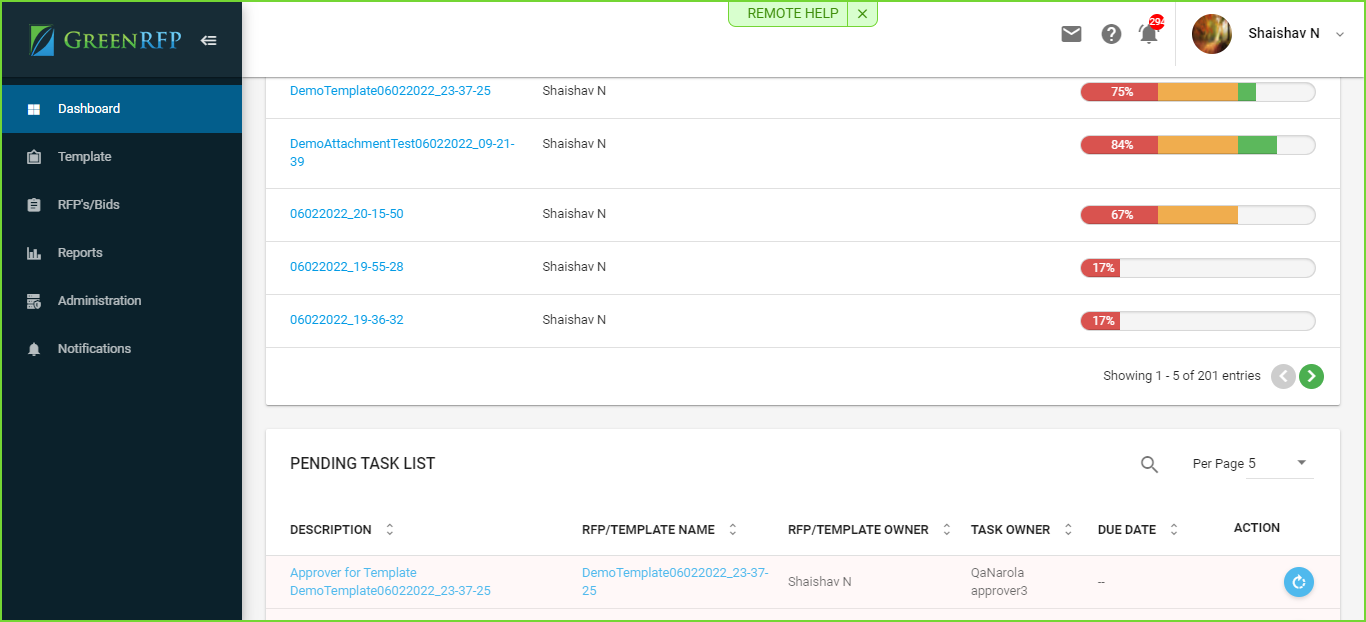 REMOTE HELP
GREENRFP
294
Shaishav N
Dashboard
Template
RFP's/Bids
Reports
Administration
Notifications
DemoTemplate06022022_23-37-25 Shaishav N 75%
DemoAttachmentTest06022022_09-21- Shaishav N 84%
39
06022022_20-15-50 Shaishav N 67%
06022022_19-55-28 Shaishav N 17%
06022022_19-36-32 Shaishav N 17%
Showing 1 - 5 of 201 entries
PENDING TASK LIST
Per Page 5
DESCRIPTION RFP/TEMPLATE NAME RFP/TEMPLATE OWNER TASK OWNER DUE DATE ACTION
Approver for Template DemoTemplate06022022_23-37- QaNarola
DemoTemplate06022022_23-37-25 25 Shaishav N approver3 --